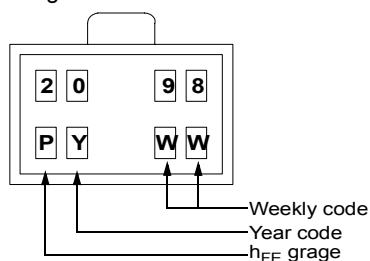 2 0 9 8
P Y W W
Weekly code
Year code
hFE grage